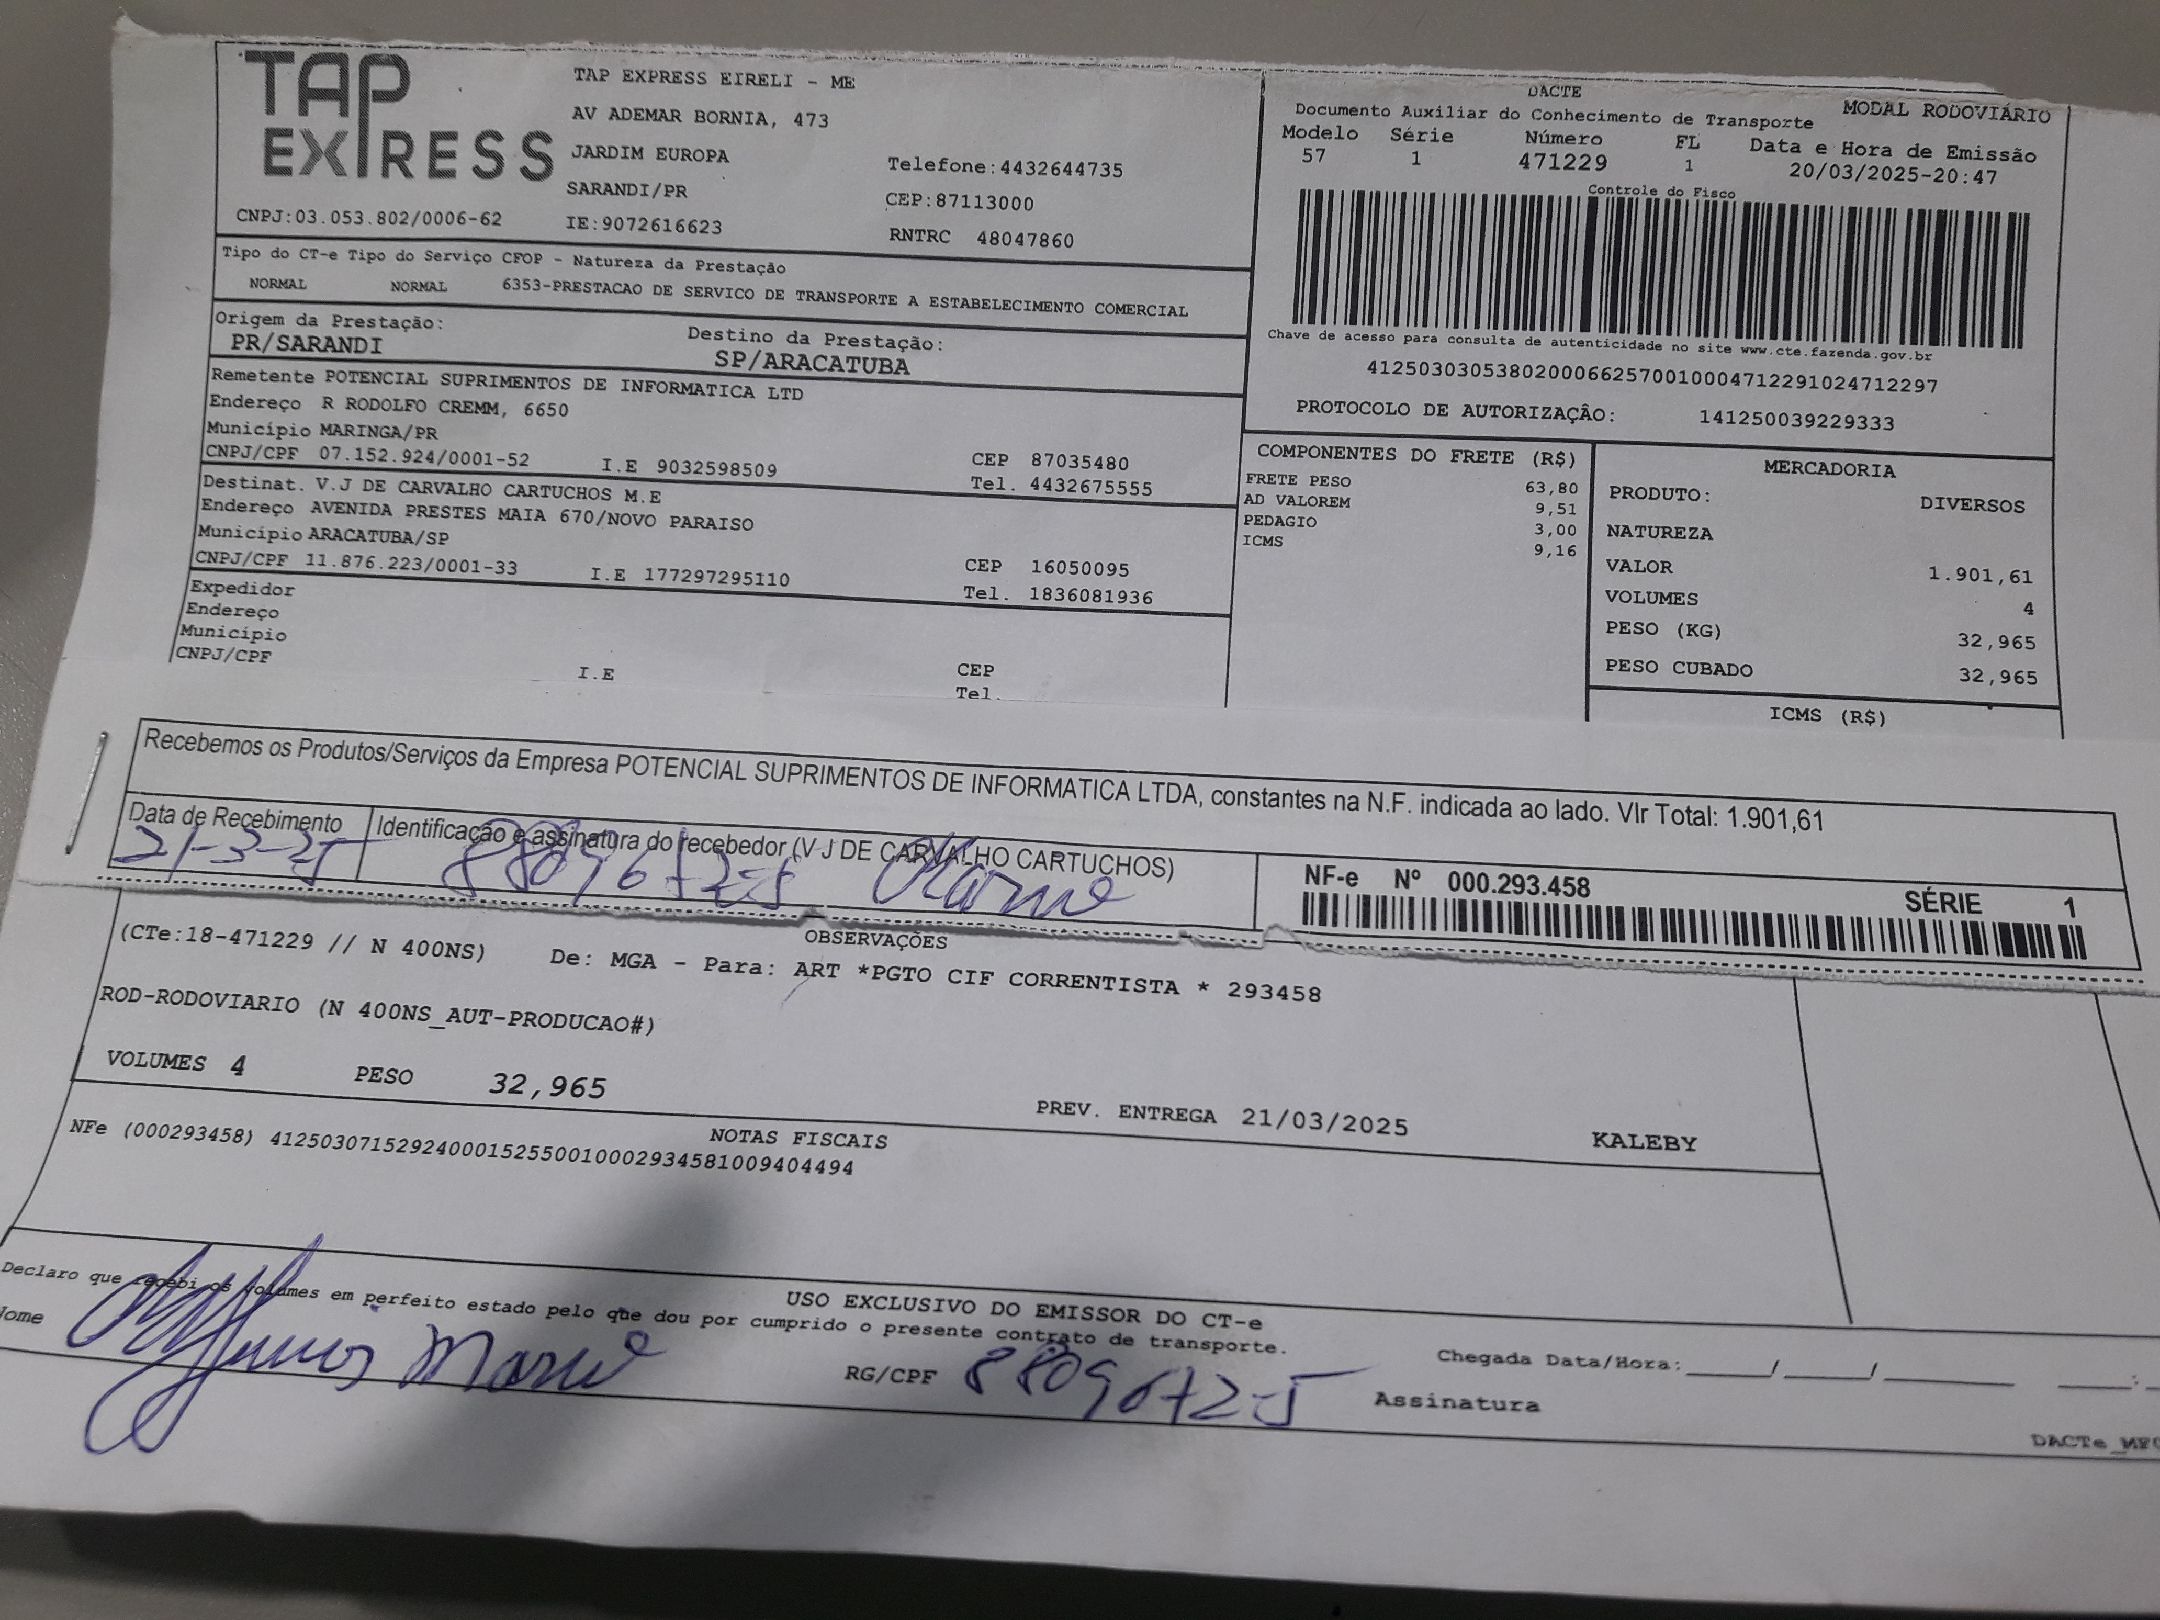 TAP EXPRESS
TAP EXPRESS EIRELI - ME
AV ADEMAR BORNIA, 473
JARDIM EUROPA
Telefone:4432644735
SARANDI/PR
CEP:87113000
CNPJ:03.053.802/0006-62
IE:9072616623
RNTRC 48047860
DACTE
MODAL RODOVIÁRIO
Documento Auxiliar do Conhecimento de Transporte
Modelo Série Número FL Data e Hora de Emissão
57 1 471229 1 20/03/2025-20:47
Controle do Fisco
Chave de acesso para consulta de autenticidade no site www.cte.fazenda.gov.br
41250303053802000662570010004712291024712297
PROTOCOLO DE AUTORIZAÇÃO: 141250039229333
Tipo do CT-e Tipo do Serviço CFOP - Natureza da Prestação
NORMAL NORMAL 6353-PRESTACAO DE SERVICO DE TRANSPORTE A ESTABELECIMENTO COMERCIAL
Origem da Prestação: Destino da Prestação:
PR/SARANDI SP/ARACATUBA
Remetente POTENCIAL SUPRIMENTOS DE INFORMATICA LTD
Endereço R RODOLFO CREMM, 6650
Município MARINGA/PR
CNPJ/CPF 07.152.924/0001-52 I.E 9032598509 CEP 87035480
Tel. 4432675555
Destinat. V.J DE CARVALHO CARTUCHOS M.E
Endereço AVENIDA PRESTES MAIA 670/NOVO PARAISO
Município ARACATUBA/SP
CNPJ/CPF 11.876.223/0001-33 I.E 177297295110 CEP 16050095
Tel. 1836081936
Expedidor
Endereço
Município
CNPJ/CPF
I.E CEP
Tel.
COMPONENTES DO FRETE (R$)
FRETE PESO 63,80
AD VALOREM 9,51
PEDAGIO 3,00
ICMS 9,16
MERCADORIA
PRODUTO: DIVERSOS
NATUREZA
VALOR 1.901,61
VOLUMES 4
PESO (KG) 32,965
PESO CUBADO 32,965
ICMS (R$)
Recebemos os Produtos/Serviços da Empresa POTENCIAL SUPRIMENTOS DE INFORMATICA LTDA, constantes na N.F. indicada ao lado. Vlr Total: 1.901,61
Data de Recebimento Identificação e assinatura do recebedor (V J DE CARVALHO CARTUCHOS)
21-3-25 8809672-5
NF-e Nº 000.293.458 SÉRIE 1
OBSERVAÇÕES
(CTe:18-471229 // N 400NS) De: MGA - Para: ART *PGTO CIF CORRENTISTA * 293458
ROD-RODOVIARIO (N 400NS_AUT-PRODUCAO#)
VOLUMES 4 PESO 32,965
PREV. ENTREGA 21/03/2025 KALEBY
NOTAS FISCAIS
NFe (000293458) 41250307152924000152550010002934581009404494
USO EXCLUSIVO DO EMISSOR DO CT-e
Declaro que recebi os volumes em perfeito estado pelo que dou por cumprido o presente contrato de transporte.
RG/CPF 8809672-5
Chegada Data/Hora:____/____/______ ____:
Assinatura